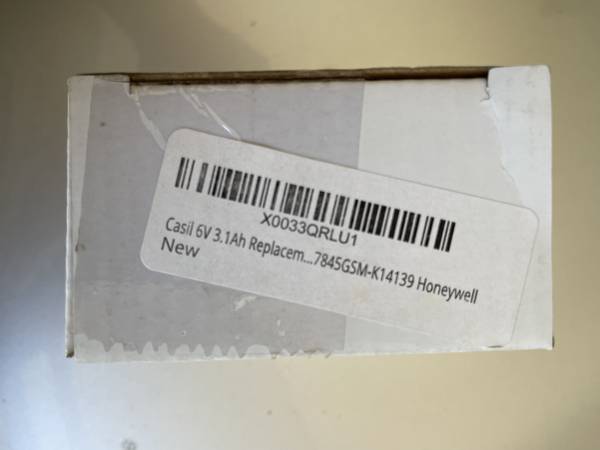 X0033QRLU1
Casil 6V 3.1Ah Replacem...7845GSM-K14139 Honeywell
New